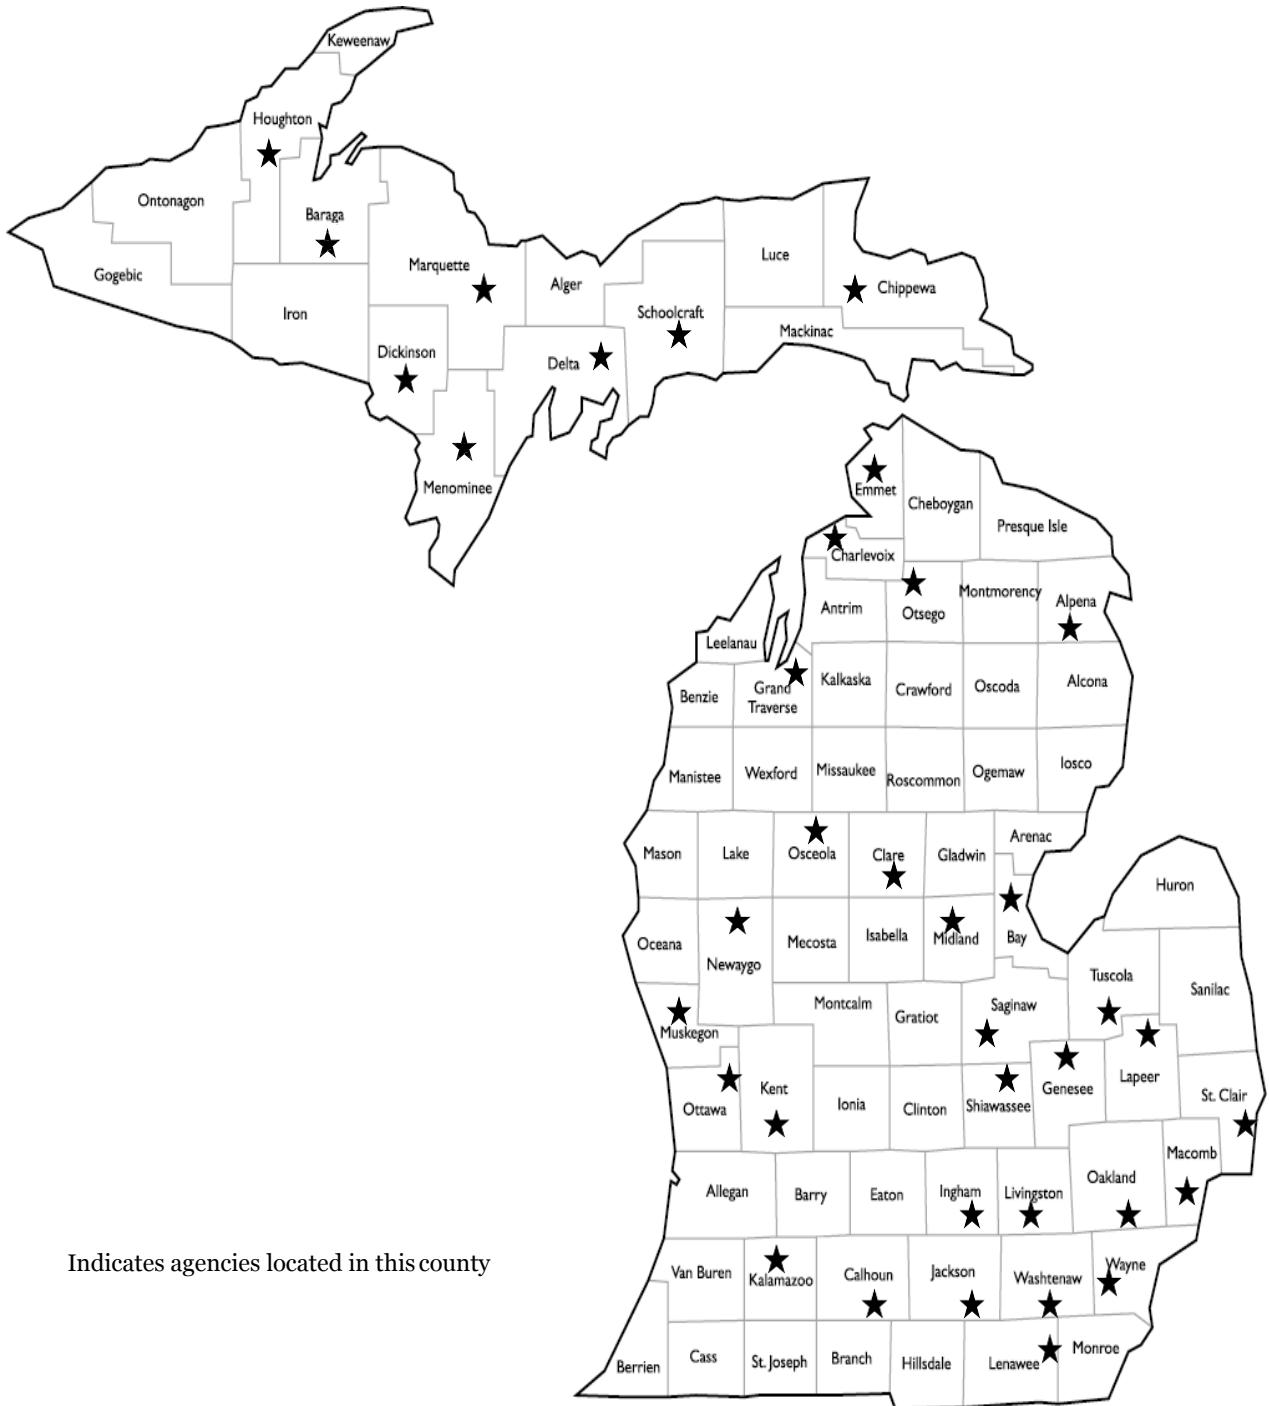 Keweenaw
Houghton
Ontonagon
Baraga
Gogebic
Marquette
Iron
Alger
Luce
Chippewa
Schoolcraft
Mackinac
Dickinson
Delta
Menominee
Emmet
Cheboygan
Presque Isle
Charlevoix
Antrim
Otsego
Montmorency
Alpena
Leelanau
Benzie
Grand
Traverse
Kalkaska
Crawford
Oscoda
Alcona
Manistee
Wexford
Missaukee
Roscommon
Ogemaw
Iosco
Mason
Lake
Osceola
Clare
Gladwin
Arenac
Huron
Oceana
Newaygo
Mecosta
Isabella
Midland
Bay
Tuscola
Sanilac
Muskegon
Montcalm
Gratiot
Saginaw
Ottawa
Kent
Ionia
Clinton
Shiawassee
Genesee
Lapeer
St. Clair
Allegan
Barry
Eaton
Ingham
Livingston
Oakland
Macomb
Indicates agencies located in this county
Van Buren
Kalamazoo
Calhoun
Jackson
Washtenaw
Wayne
Berrien
Cass
St. Joseph
Branch
Hillsdale
Lenawee
Monroe